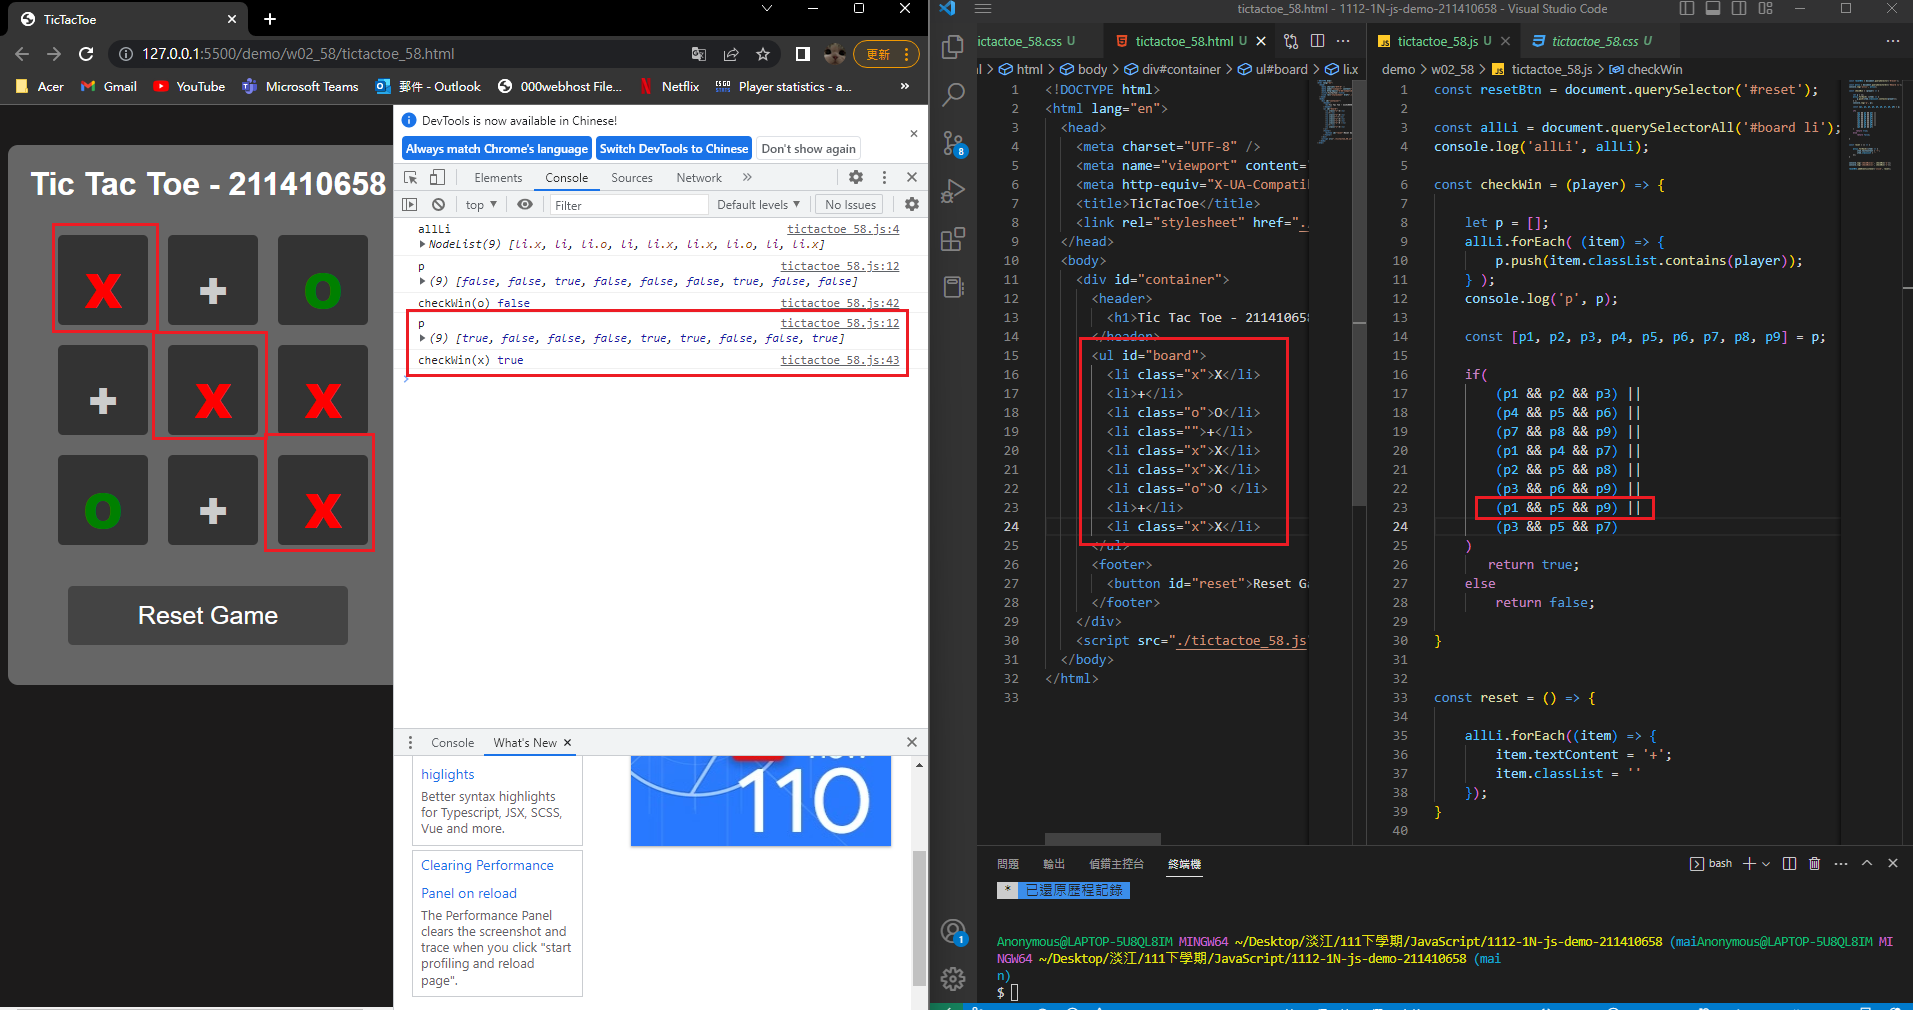 TicTacToe
127.0.0.1:5500/demo/w02_58/tictactoe_58.html
更新
Acer
Gmail
YouTube
Microsoft Teams
郵件 - Outlook
000webhost File...
Netflix
Player statistics - a...
»
Tic Tac Toe - 211410658
X + O
+ X X
O + X
Reset Game
DevTools is now available in Chinese!
Always match Chrome's language
Switch DevTools to Chinese
Don't show again
Elements Console Sources Network »
top ▼ Filter Default levels ▼ No Issues
allLi tictactoe_58.js:4
▶ NodeList(9) [li.x, li, li.o, li, li.x, li.x, li.o, li, li.x]
p tictactoe_58.js:12
▶ (9) [false, false, true, false, false, false, true, false, false]
checkWin(o) false tictactoe_58.js:42
p tictactoe_58.js:12
▶ (9) [true, false, false, false, true, true, false, false, true]
checkWin(x) true tictactoe_58.js:43
>
Console What's New ×
higlights
Better syntax highlights
for Typescript, JSX, SCSS,
Vue and more.
110
Clearing Performance
Panel on reload
The Performance Panel
clears the screenshot and
trace when you click "start
profiling and reload
page".
tictactoe_58.html - 1112-1N-js-demo-211410658 - Visual Studio Code
8
1
ictactoe_58.css U
tictactoe_58.html U
html > body > div#container > ul#board > li.x
1 <!DOCTYPE html>
2 <html lang="en">
3 <head>
4 <meta charset="UTF-8" />
5 <meta name="viewport" content="
6 <meta http-equiv="X-UA-Compatib
7 <title>TicTacToe</title>
8 <link rel="stylesheet" href="..
9 </head>
10 <body>
11 <div id="container">
12 <header>
13 <h1>Tic Tac Toe - 211410658
14 </header>
15 <ul id="board">
16 <li class="x">X</li>
17 <li>+</li>
18 <li class="o">O</li>
19 <li class="">+</li>
20 <li class="x">X</li>
21 <li class="x">X</li>
22 <li class="o">O </li>
23 <li>+</li>
24 <li class="x">X</li>
25 </ul>
26 <footer>
27 <button id="reset">Reset Ga
28 </footer>
29 </div>
30 <script src="./tictactoe_58.js
31 </body>
32 </html>
33
tictactoe_58.js U
tictactoe_58.css U
demo > w02_58 > tictactoe_58.js > checkWin
1 const resetBtn = document.querySelector('#reset');
2
3 const allLi = document.querySelectorAll('#board li');
4 console.log('allLi', allLi);
5
6 const checkWin = (player) => {
7
8 let p = [];
9 allLi.forEach( (item) => {
10 p.push(item.classList.contains(player));
11 } );
12 console.log('p', p);
13
14 const [p1, p2, p3, p4, p5, p6, p7, p8, p9] = p;
15
16 if(
17 (p1 && p2 && p3) ||
18 (p4 && p5 && p6) ||
19 (p7 && p8 && p9) ||
20 (p1 && p4 && p7) ||
21 (p2 && p5 && p8) ||
22 (p3 && p6 && p9) ||
23 (p1 && p5 && p9) ||
24 (p3 && p5 && p7)
25 )
26 return true;
27 else
28 return false;
29
30 }
31
32
33 const reset = () => {
34
35 allLi.forEach((item) => {
36 item.textContent = '+';
37 item.classList = ''
38 });
39 }
40
問題 輸出 偵錯主控台 終端機
bash
* 已還原歷程記錄
Anonymous@LAPTOP-5U8QL8IM MINGW64 ~/Desktop/淡江/111下學期/JavaScript/1112-1N-js-demo-211410658 (maiAnonymous@LAPTOP-5U8QL8IM MI
NGW64 ~/Desktop/淡江/111下學期/JavaScript/1112-1N-js-demo-211410658 (mai
n)
$